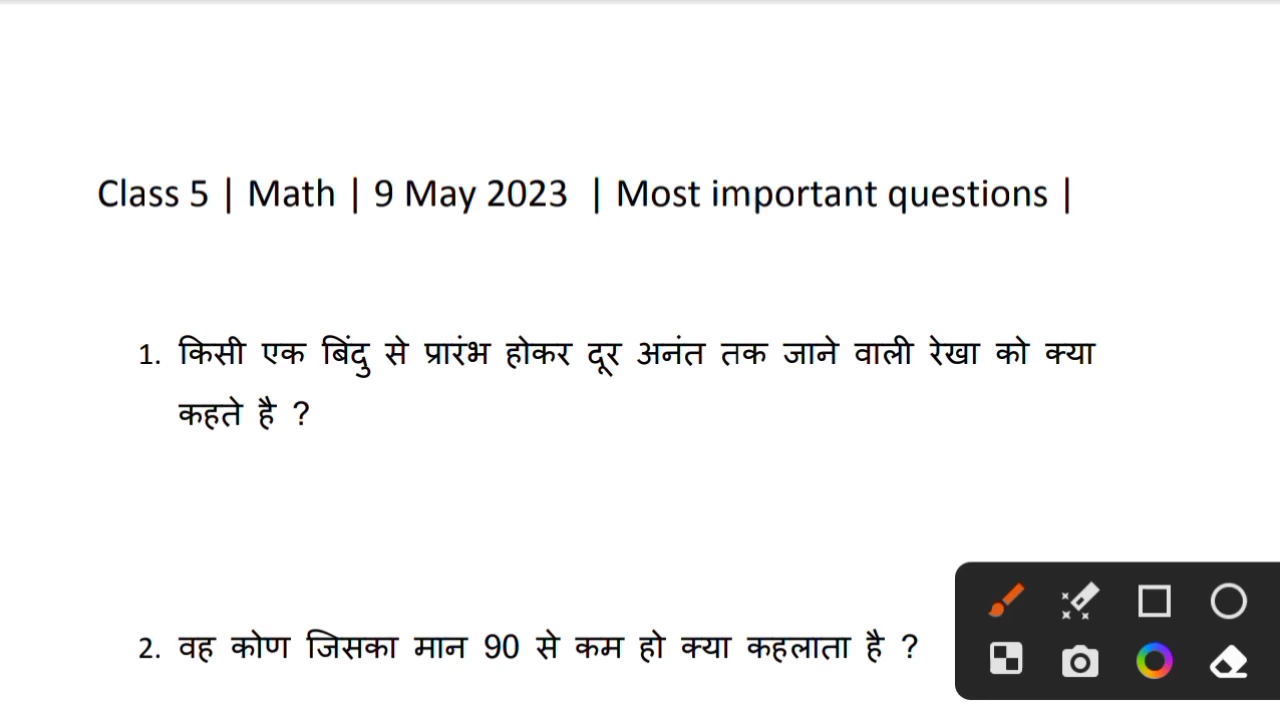 Class 5 | Math | 9 May 2023 | Most important questions |
1. किसी एक बिंदु से प्रारंभ होकर दूर अनंत तक जाने वाली रेखा को क्या
कहते है ?
2. वह कोण जिसका मान 90 से कम हो क्या कहलाता है ?